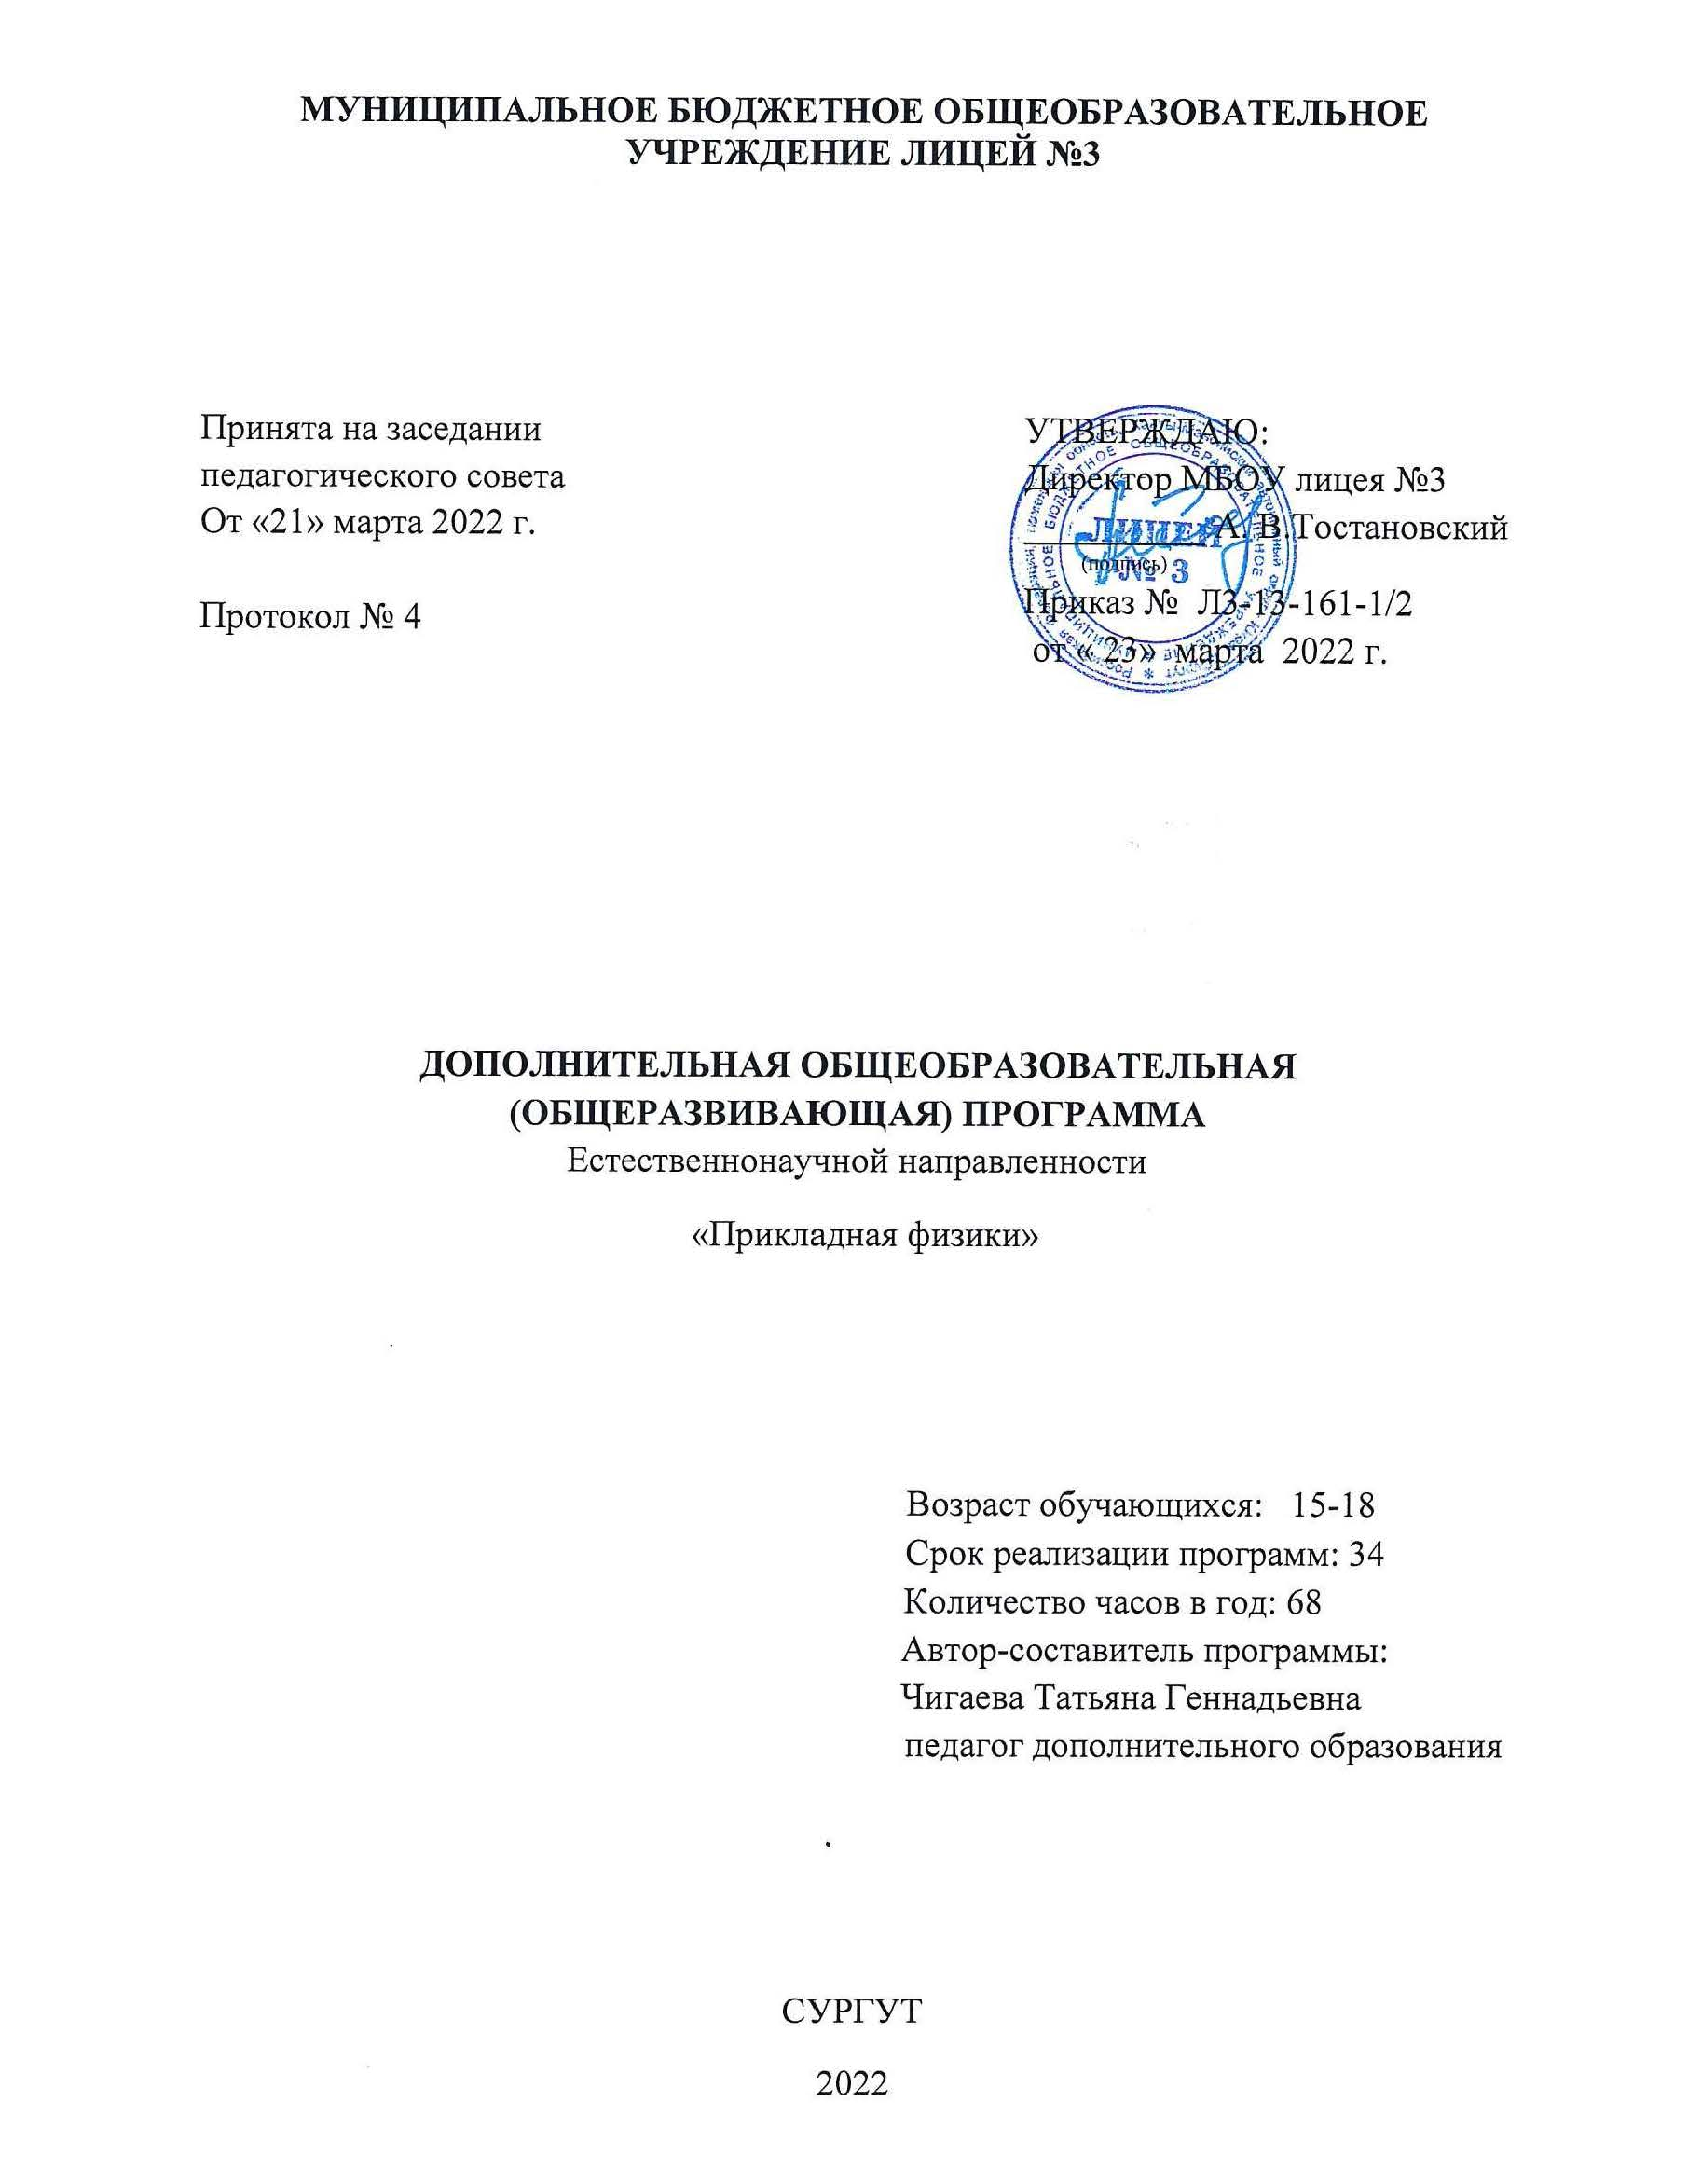 МУНИЦИПАЛЬНОЕ БЮДЖЕТНОЕ ОБЩЕОБРАЗОВАТЕЛЬНОЕ
УЧРЕЖДЕНИЕ ЛИЦЕЙ №3
Принята на заседании
педагогического совета
От «21» марта 2022 г.
Протокол № 4
УТВЕРЖДАЮ:
Директор МБОУ лицея №3
А. В.Тостановский
(подпись)
Приказ № Л3-13-161-1/2
от « 23» марта 2022 г.
ЛИЦЕЙ
№ 3
ДОПОЛНИТЕЛЬНАЯ ОБЩЕОБРАЗОВАТЕЛЬНАЯ
(ОБЩЕРАЗВИВАЮЩАЯ) ПРОГРАММА
Естественнонаучной направленности
«Прикладная физики»
Возраст обучающихся: 15-18
Срок реализации программ: 34
Количество часов в год: 68
Автор-составитель программы:
Чигаева Татьяна Геннадьевна
педагог дополнительного образования
СУРГУТ
2022